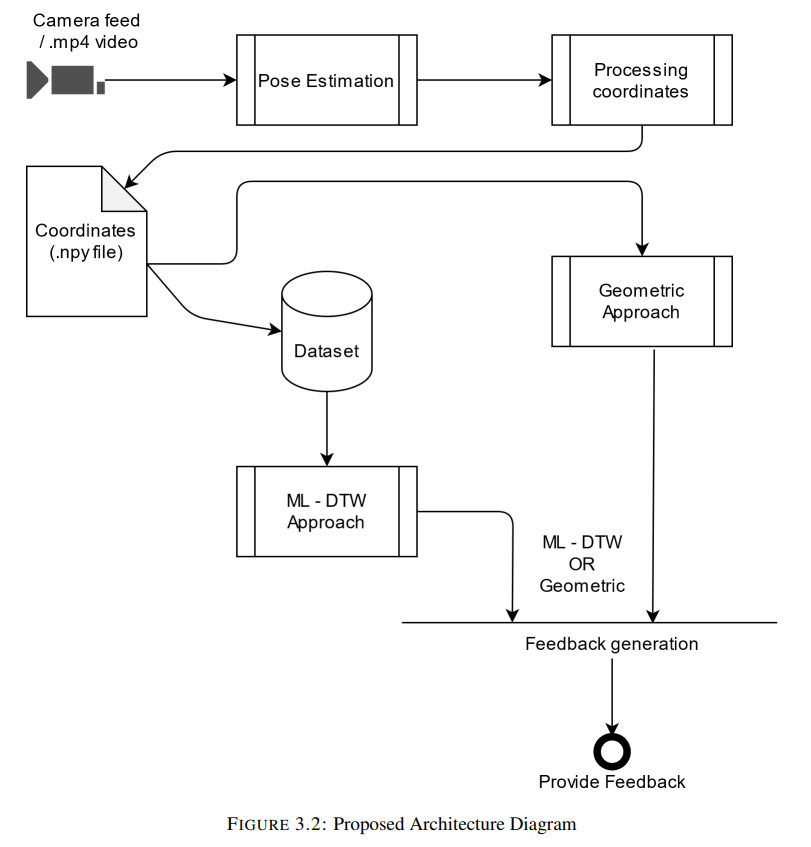 Camera feed
/ .mp4 video
Pose Estimation
Processing
coordinates
Coordinates
(.npy file)
Geometric
Approach
Dataset
ML - DTW
Approach
ML - DTW
OR
Geometric
Feedback generation
Provide Feedback
FIGURE 3.2: Proposed Architecture Diagram